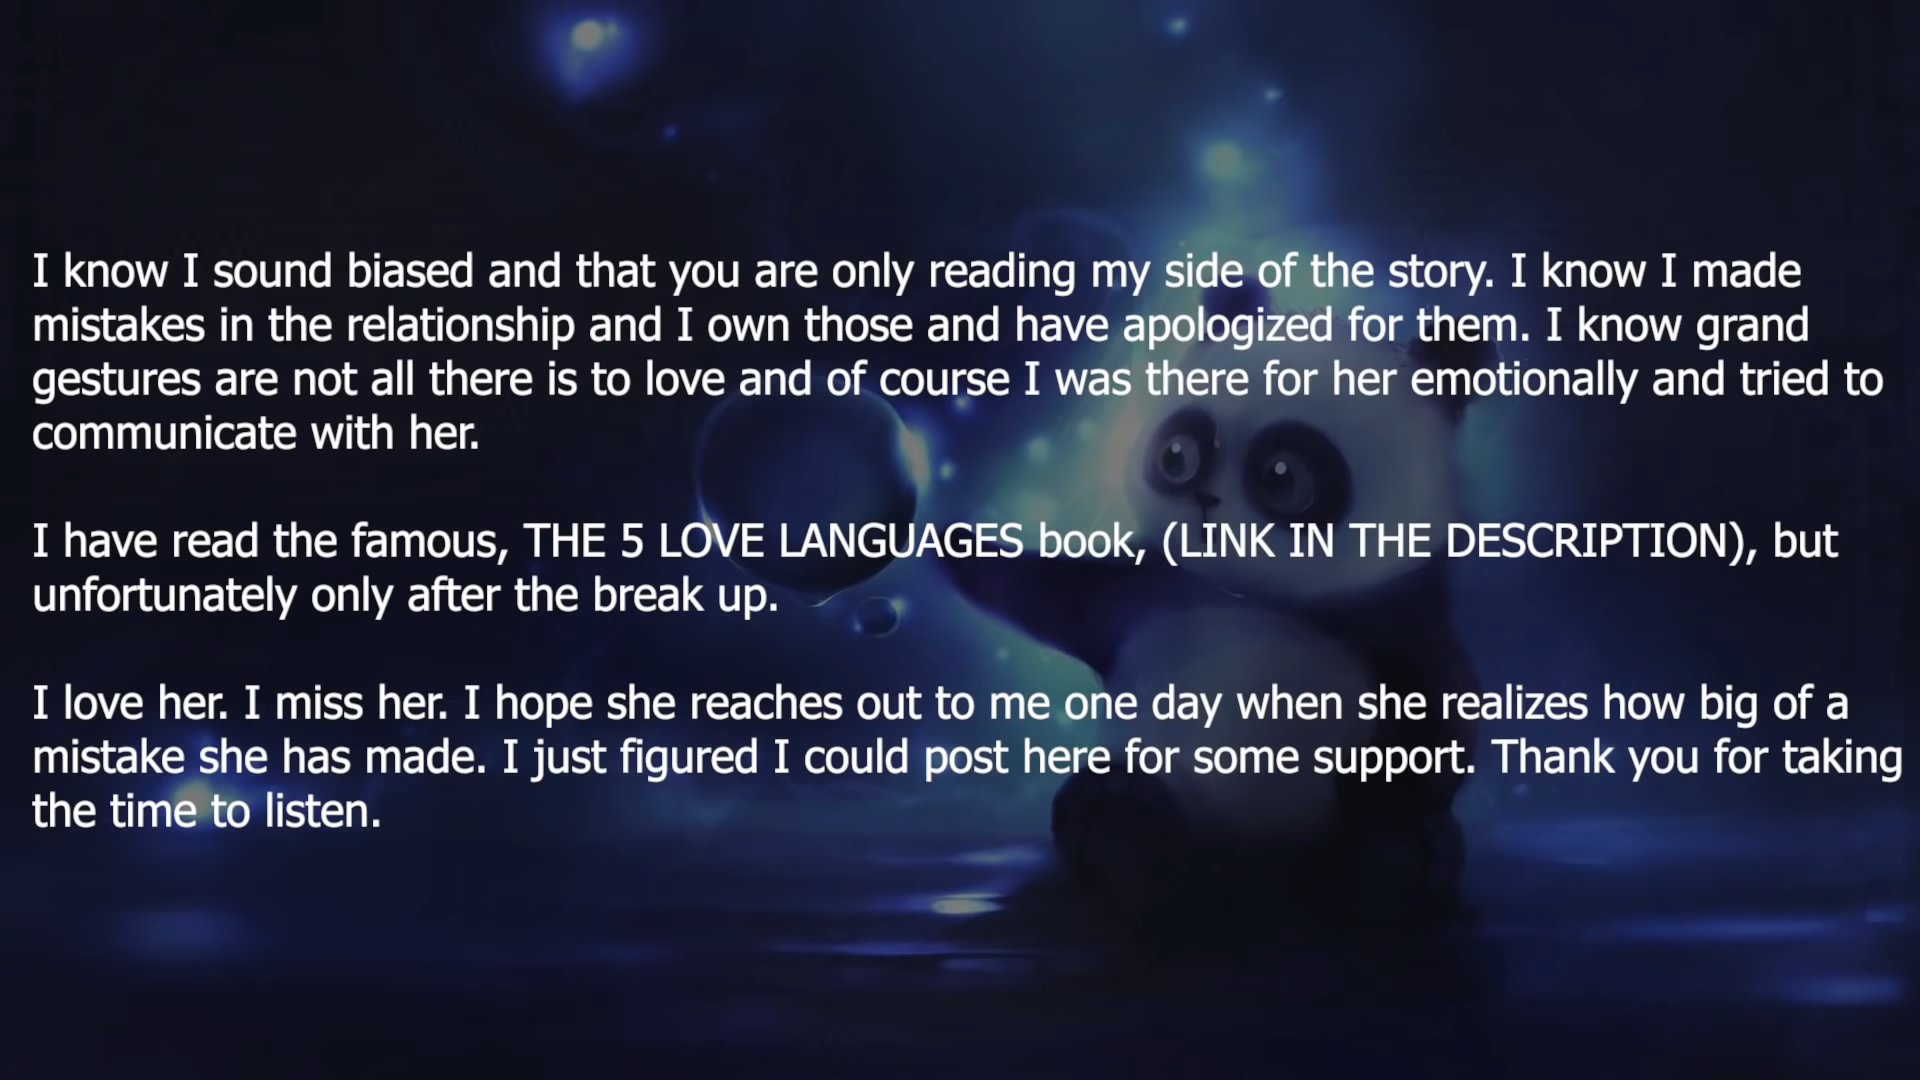 I know I sound biased and that you are only reading my side of the story. I know I made
mistakes in the relationship and I own those and have apologized for them. I know grand
gestures are not all there is to love and of course I was there for her emotionally and tried to
communicate with her.
I have read the famous, THE 5 LOVE LANGUAGES book, (LINK IN THE DESCRIPTION), but
unfortunately only after the break up.
I love her. I miss her. I hope she reaches out to me one day when she realizes how big of a
mistake she has made. I just figured I could post here for some support. Thank you for taking
the time to listen.